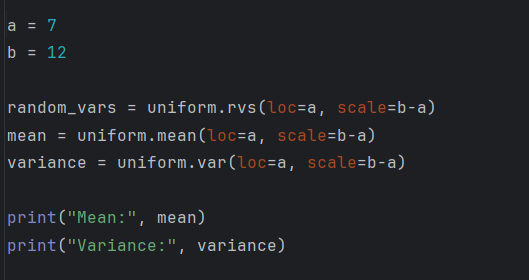 a = 7
b = 12
random_vars = uniform.rvs(loc=a, scale=b-a)
mean = uniform.mean(loc=a, scale=b-a)
variance = uniform.var(loc=a, scale=b-a)
print("Mean:", mean)
print("Variance:", variance)